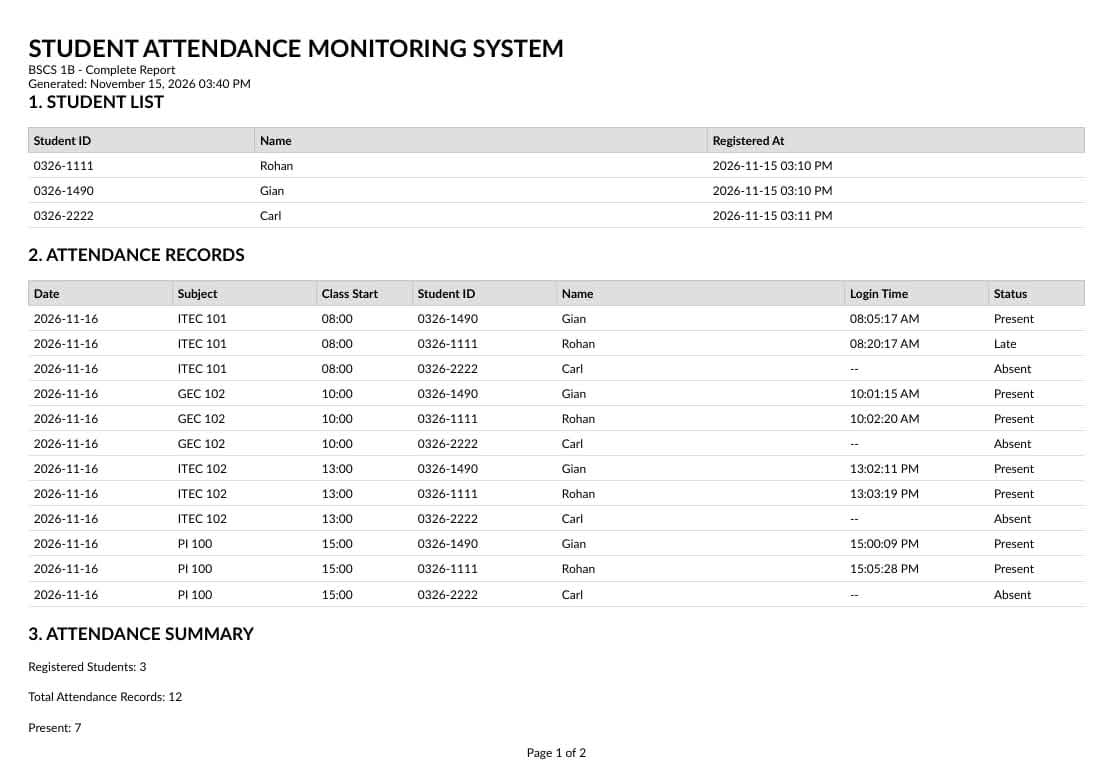 STUDENT ATTENDANCE MONITORING SYSTEM
BSCS 1B - Complete Report
Generated: November 15, 2026 03:40 PM
1. STUDENT LIST
Student ID Name Registered At
0326-1111 Rohan 2026-11-15 03:10 PM
0326-1490 Gian 2026-11-15 03:10 PM
0326-2222 Carl 2026-11-15 03:11 PM
2. ATTENDANCE RECORDS
Date Subject Class Start Student ID Name Login Time Status
2026-11-16 ITEC 101 08:00 0326-1490 Gian 08:05:17 AM Present
2026-11-16 ITEC 101 08:00 0326-1111 Rohan 08:20:17 AM Late
2026-11-16 ITEC 101 08:00 0326-2222 Carl -- Absent
2026-11-16 GEC 102 10:00 0326-1490 Gian 10:01:15 AM Present
2026-11-16 GEC 102 10:00 0326-1111 Rohan 10:02:20 AM Present
2026-11-16 GEC 102 10:00 0326-2222 Carl -- Absent
2026-11-16 ITEC 102 13:00 0326-1490 Gian 13:02:11 PM Present
2026-11-16 ITEC 102 13:00 0326-1111 Rohan 13:03:19 PM Present
2026-11-16 ITEC 102 13:00 0326-2222 Carl -- Absent
2026-11-16 PI 100 15:00 0326-1490 Gian 15:00:09 PM Present
2026-11-16 PI 100 15:00 0326-1111 Rohan 15:05:28 PM Present
2026-11-16 PI 100 15:00 0326-2222 Carl -- Absent
3. ATTENDANCE SUMMARY
Registered Students: 3
Total Attendance Records: 12
Present: 7
Page 1 of 2